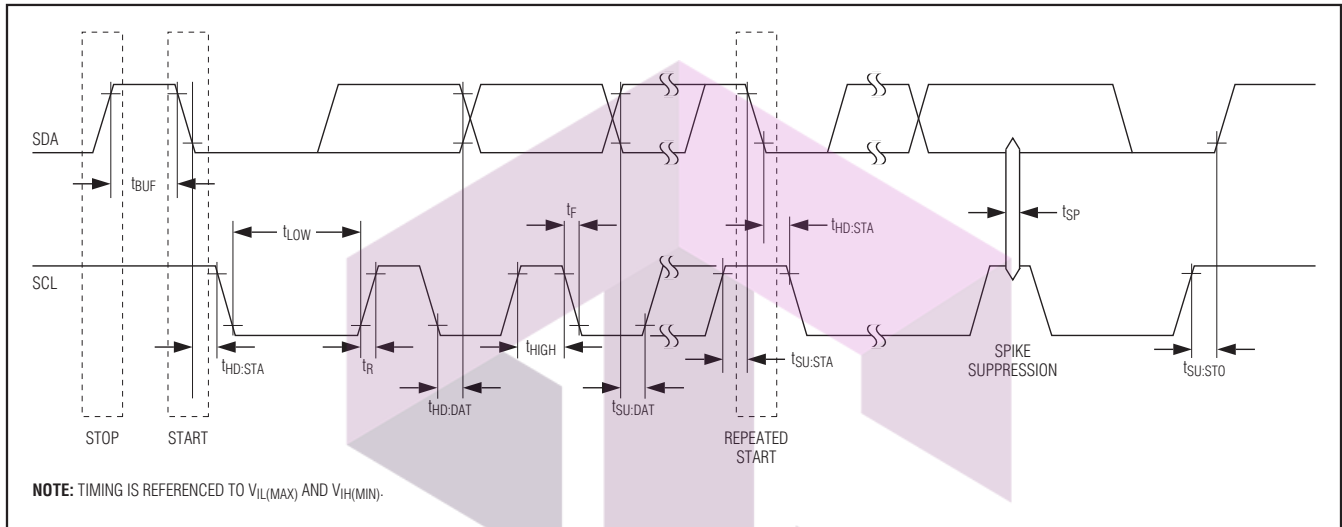 SDA
tBUF
tLOW
tF
tHD:STA
tSP
SCL
tHD:STA
tR
tHIGH
tHD:DAT
tSU:DAT
tSU:STA
SPIKE
SUPPRESSION
tSU:STO
STOP
START
REPEATED
START
NOTE: TIMING IS REFERENCED TO VIL(MAX) AND VIH(MIN).